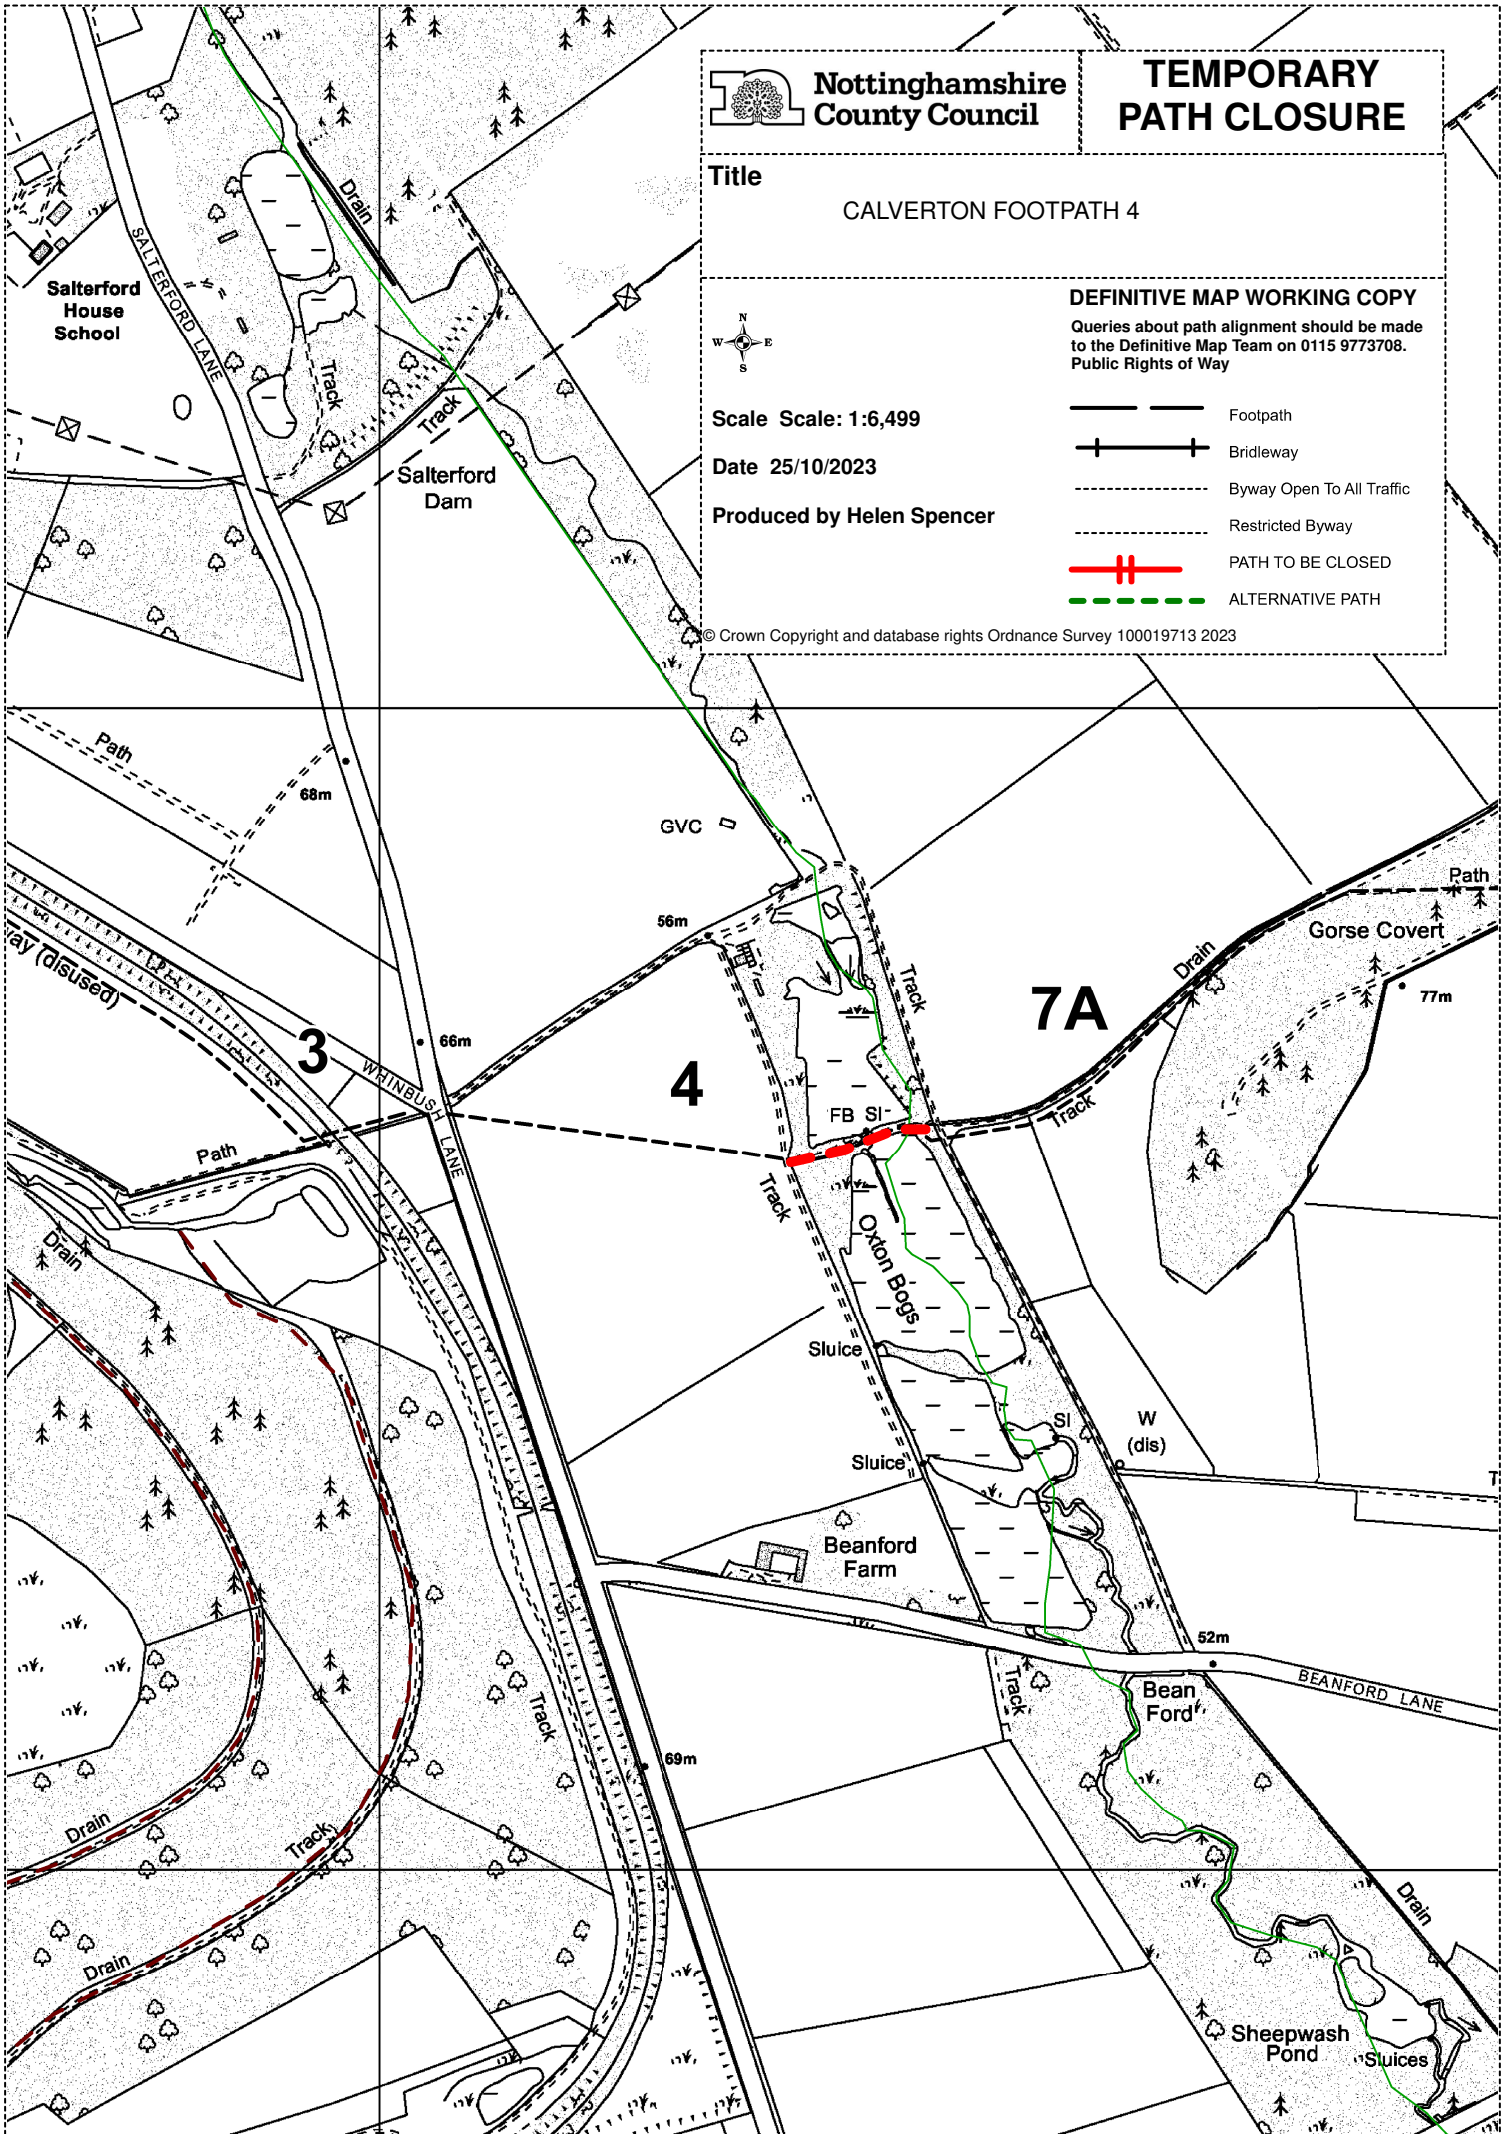 Nottinghamshire
County Council
TEMPORARY
PATH CLOSURE
Title
CALVERTON FOOTPATH 4
DEFINITIVE MAP WORKING COPY
Queries about path alignment should be made
to the Definitive Map Team on 0115 9773708.
Public Rights of Way
N
W E
S
Scale Scale: 1:6,499
Date 25/10/2023
Produced by Helen Spencer
Footpath
Bridleway
Byway Open To All Traffic
Restricted Byway
PATH TO BE CLOSED
ALTERNATIVE PATH
© Crown Copyright and database rights Ordnance Survey 100019713 2023
Drain
SALTERFORD LANE
Salterford
House
School
Track
Track
Salterford
Dam
Path
68m
GVC
56m
Path
Gorse Covert
Drain
77m
Track
7A
way (disused)
3
66m
WHINBUSH LANE
4
FB SI
Track
Path
Track
Drain
Oxton Bogs
Sluice
SI
W
(dis)
Sluice
T
Beanford
Farm
52m
BEANFORD LANE
Bean
Ford
Track
Track
69m
Drain
Track
Drain
Drain
Sheepwash
Pond
Sluices